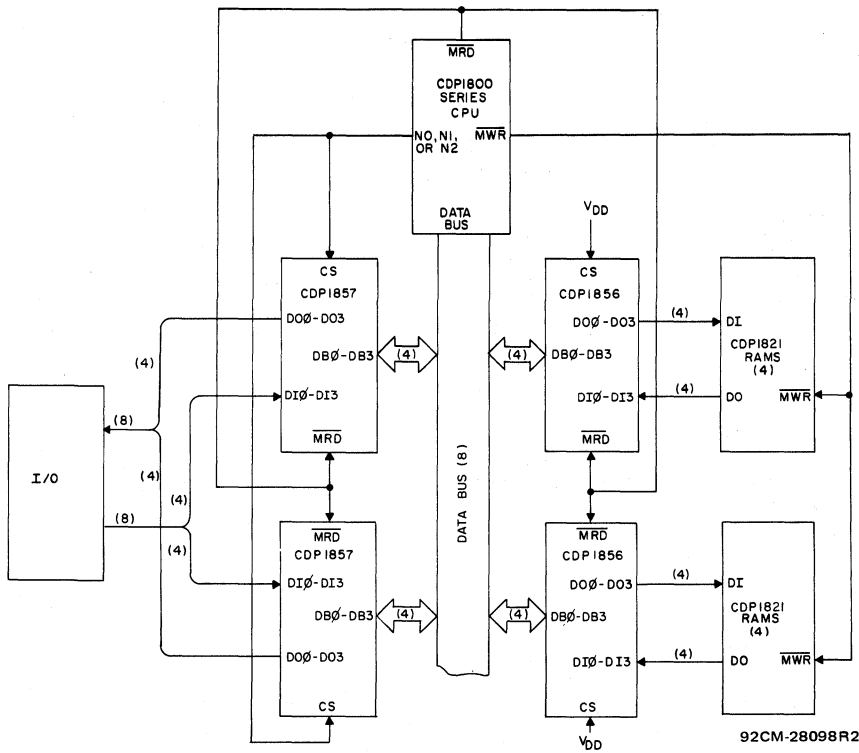 MRD
CDP1800
SERIES
CPU
N0, N1,
OR N2
MWR
DATA
BUS
VDD
CS
CDP1857
DOØ-DO3
DBØ-DB3
DIØ-DI3
MRD
(4)
(4)
CS
CDP1856
DOØ-DO3
DBØ-DB3
DIØ-DI3
MRD
(4)
(4)
(4)
DI
CDP1821
RAMS
(4)
DO
MWR
I/O
(8)
(8)
(4)
(4)
(4)
DATA BUS (8)
MRD
CDP1857
DIØ-DI3
DBØ-DB3
DOØ-DO3
CS
(4)
(4)
MRD
CDP1856
DOØ-DO3
DBØ-DB3
DIØ-DI3
CS
VDD
(4)
(4)
DI
CDP1821
RAMS
(4)
DO
MWR
92CM-28098R2